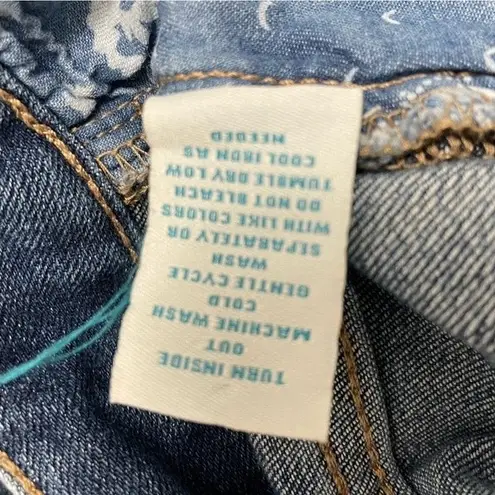 TURN INSIDE
OUT
MACHINE WASH
COLD
GENTLE CYCLE
WASH
SEPARATELY OR
WITH LIKE COLORS
DO NOT BLEACH
TUMBLE DRY LOW
COOL IRON AS
NEEDED